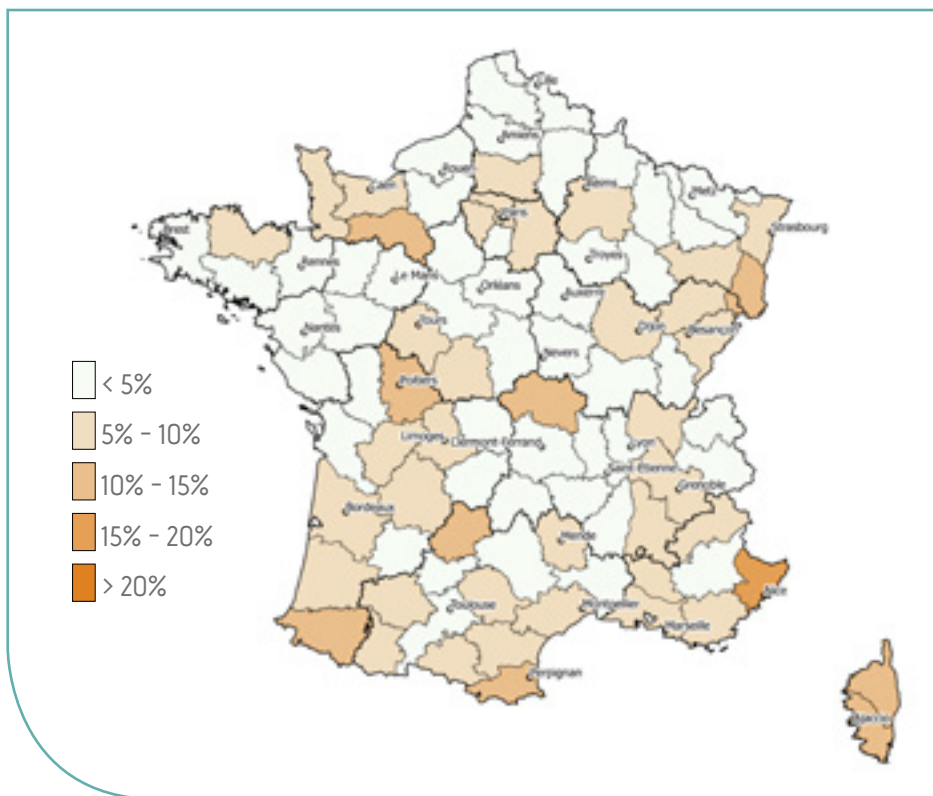 Lille
Amiens
Rouen
Reims
Metz
Caen
Paris
Strasbourg
Brest
Rennes
Troyes
Le Mans
Orléans
Auxerre
Nantes
Tours
Dijon
Besançon
Nevers
< 5%
Poitiers
5% - 10%
Limoges
Clermont-Ferrand
Lyon
Saint-Étienne
10% - 15%
Grenoble
Bordeaux
15% - 20%
Mende
> 20%
Nice
Toulouse
Montpellier
Marseille
Perpignan
Ajaccio